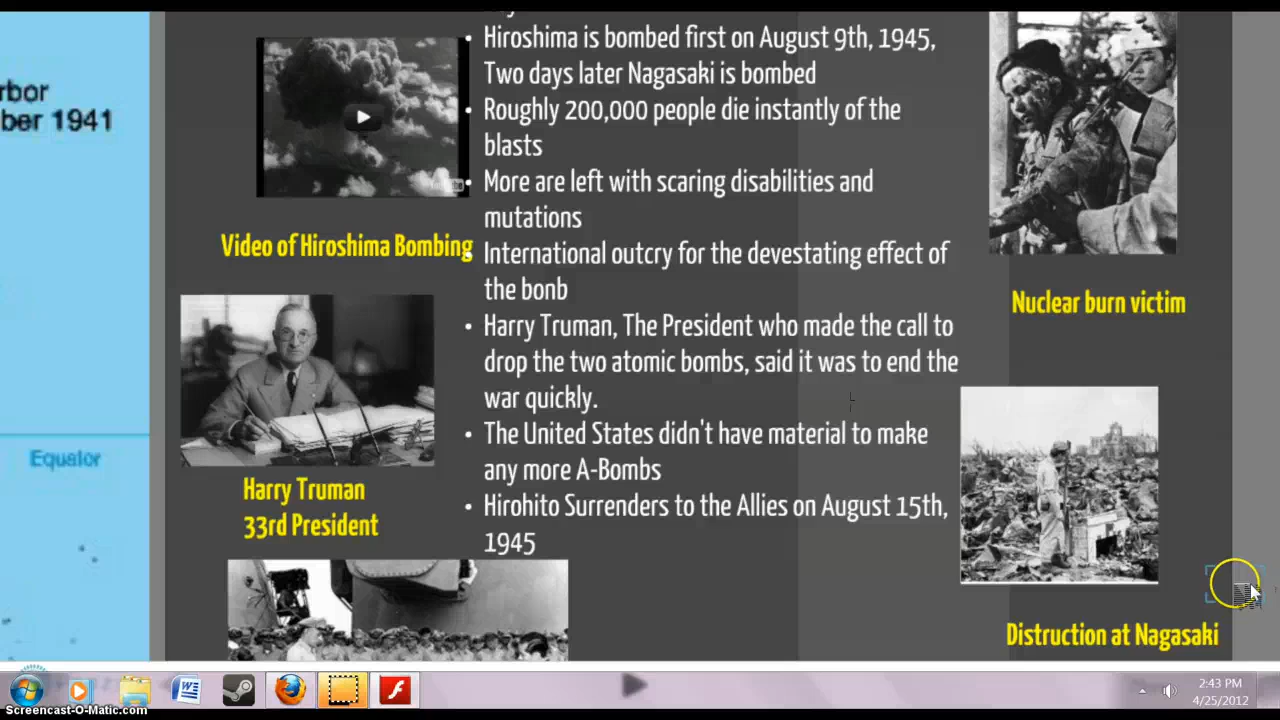 rbor
ber 1941
Equator
Video of Hiroshima Bombing
Harry Truman
33rd President
Hiroshima is bombed first on August 9th, 1945,
Two days later Nagasaki is bombed
Roughly 200,000 people die instantly of the
blasts
More are left with scaring disabilities and
mutations
International outcry for the devestating effect of
the bonb
Harry Truman, The President who made the call to
drop the two atomic bombs, said it was to end the
war quickly.
The United States didn't have material to make
any more A-Bombs
Hirohito Surrenders to the Allies on August 15th,
1945
Nuclear burn victim
Distruction at Nagasaki
2:43 PM
4/25/2012
Screencast-O-Matic.com